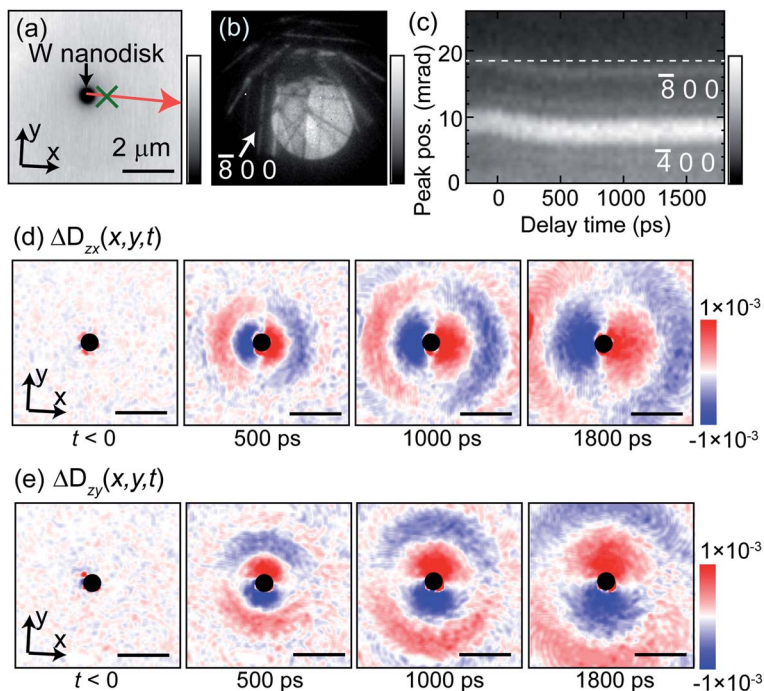 (a)
W nanodisk
y
x
2 μm
(b)
8̅ 0 0
(c)
Peak pos. (mrad)
20
10
0
8̅ 0 0
4̅ 0 0
0 500 1000 1500
Delay time (ps)
(d) ΔDzx(x,y,t)
y
x
t < 0
500 ps
1000 ps
1800 ps
1×10⁻³
-1×10⁻³
(e) ΔDzy(x,y,t)
y
x
t < 0
500 ps
1000 ps
1800 ps
1×10⁻³
-1×10⁻³